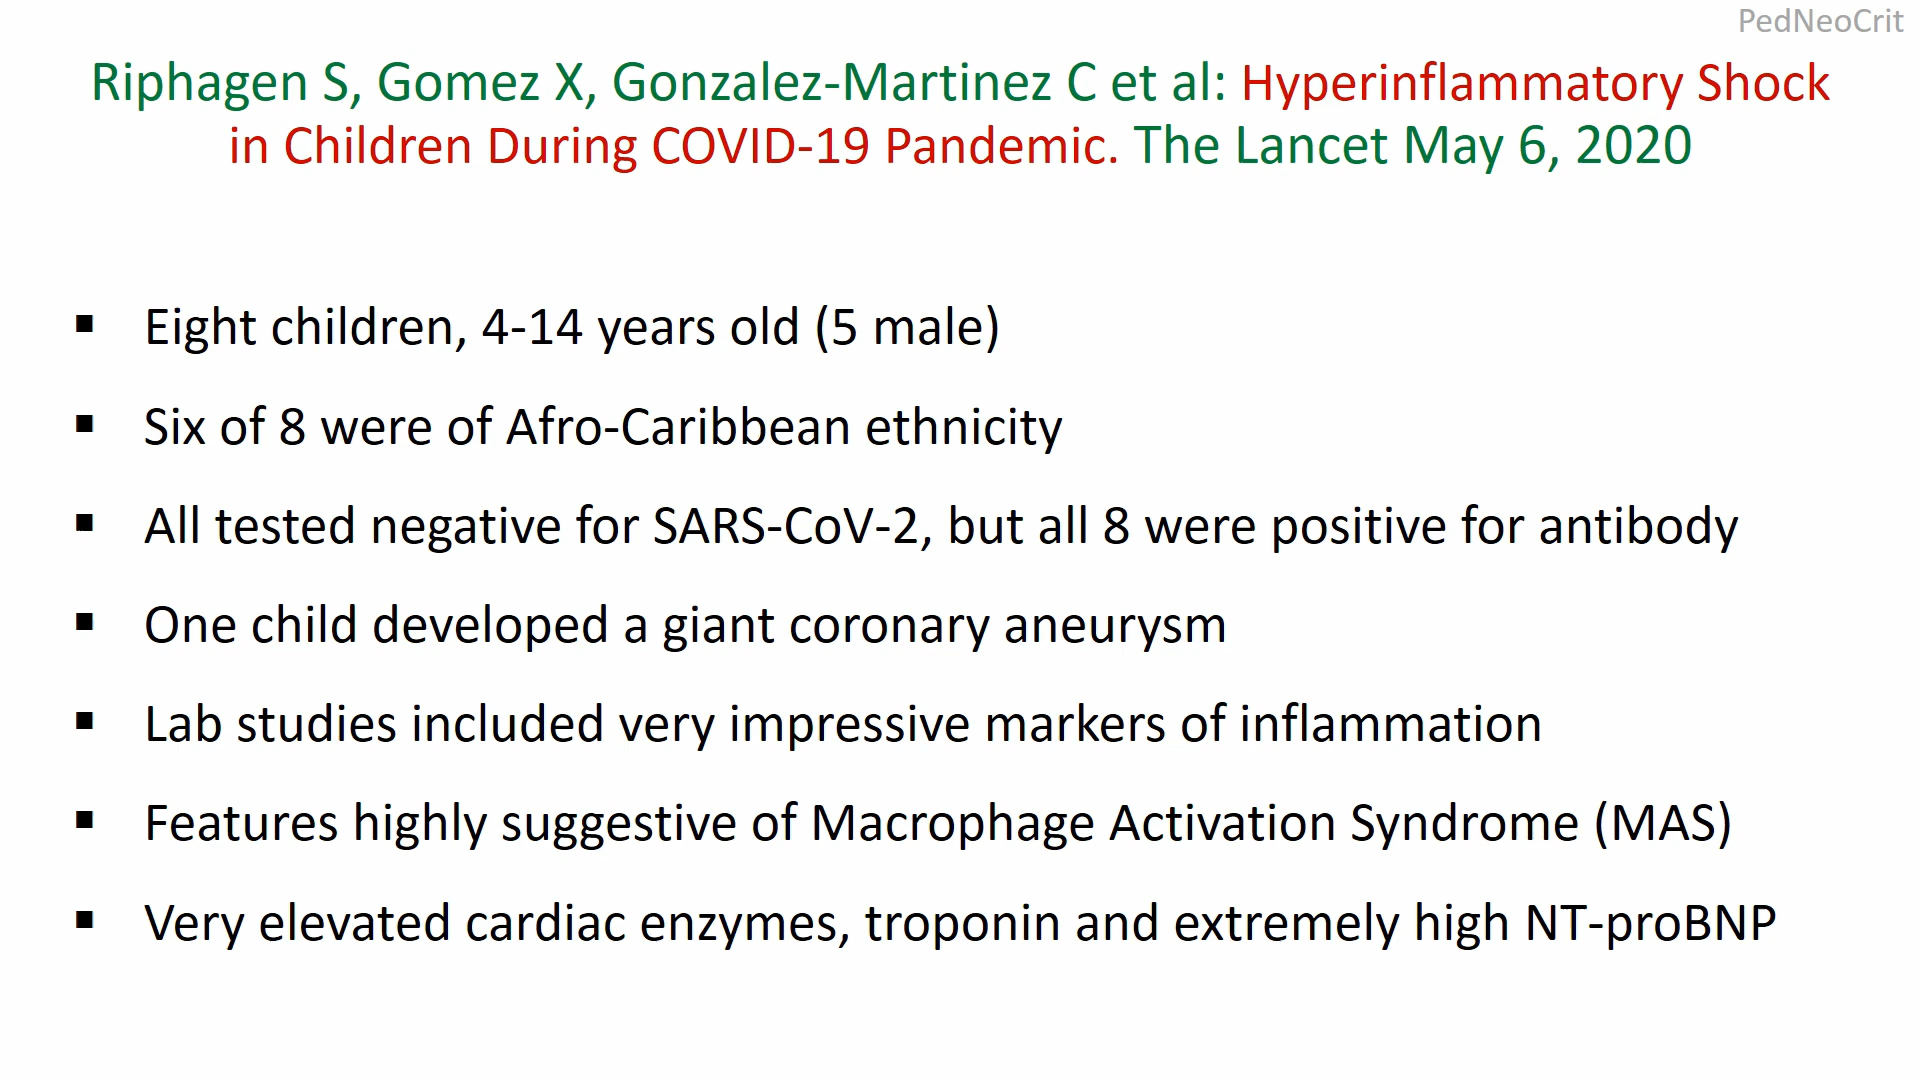 PedNeoCrit
Riphagen S, Gomez X, Gonzalez-Martinez C et al: Hyperinflammatory Shock
in Children During COVID-19 Pandemic. The Lancet May 6, 2020
▪ Eight children, 4-14 years old (5 male)
▪ Six of 8 were of Afro-Caribbean ethnicity
▪ All tested negative for SARS-CoV-2, but all 8 were positive for antibody
▪ One child developed a giant coronary aneurysm
▪ Lab studies included very impressive markers of inflammation
▪ Features highly suggestive of Macrophage Activation Syndrome (MAS)
▪ Very elevated cardiac enzymes, troponin and extremely high NT-proBNP